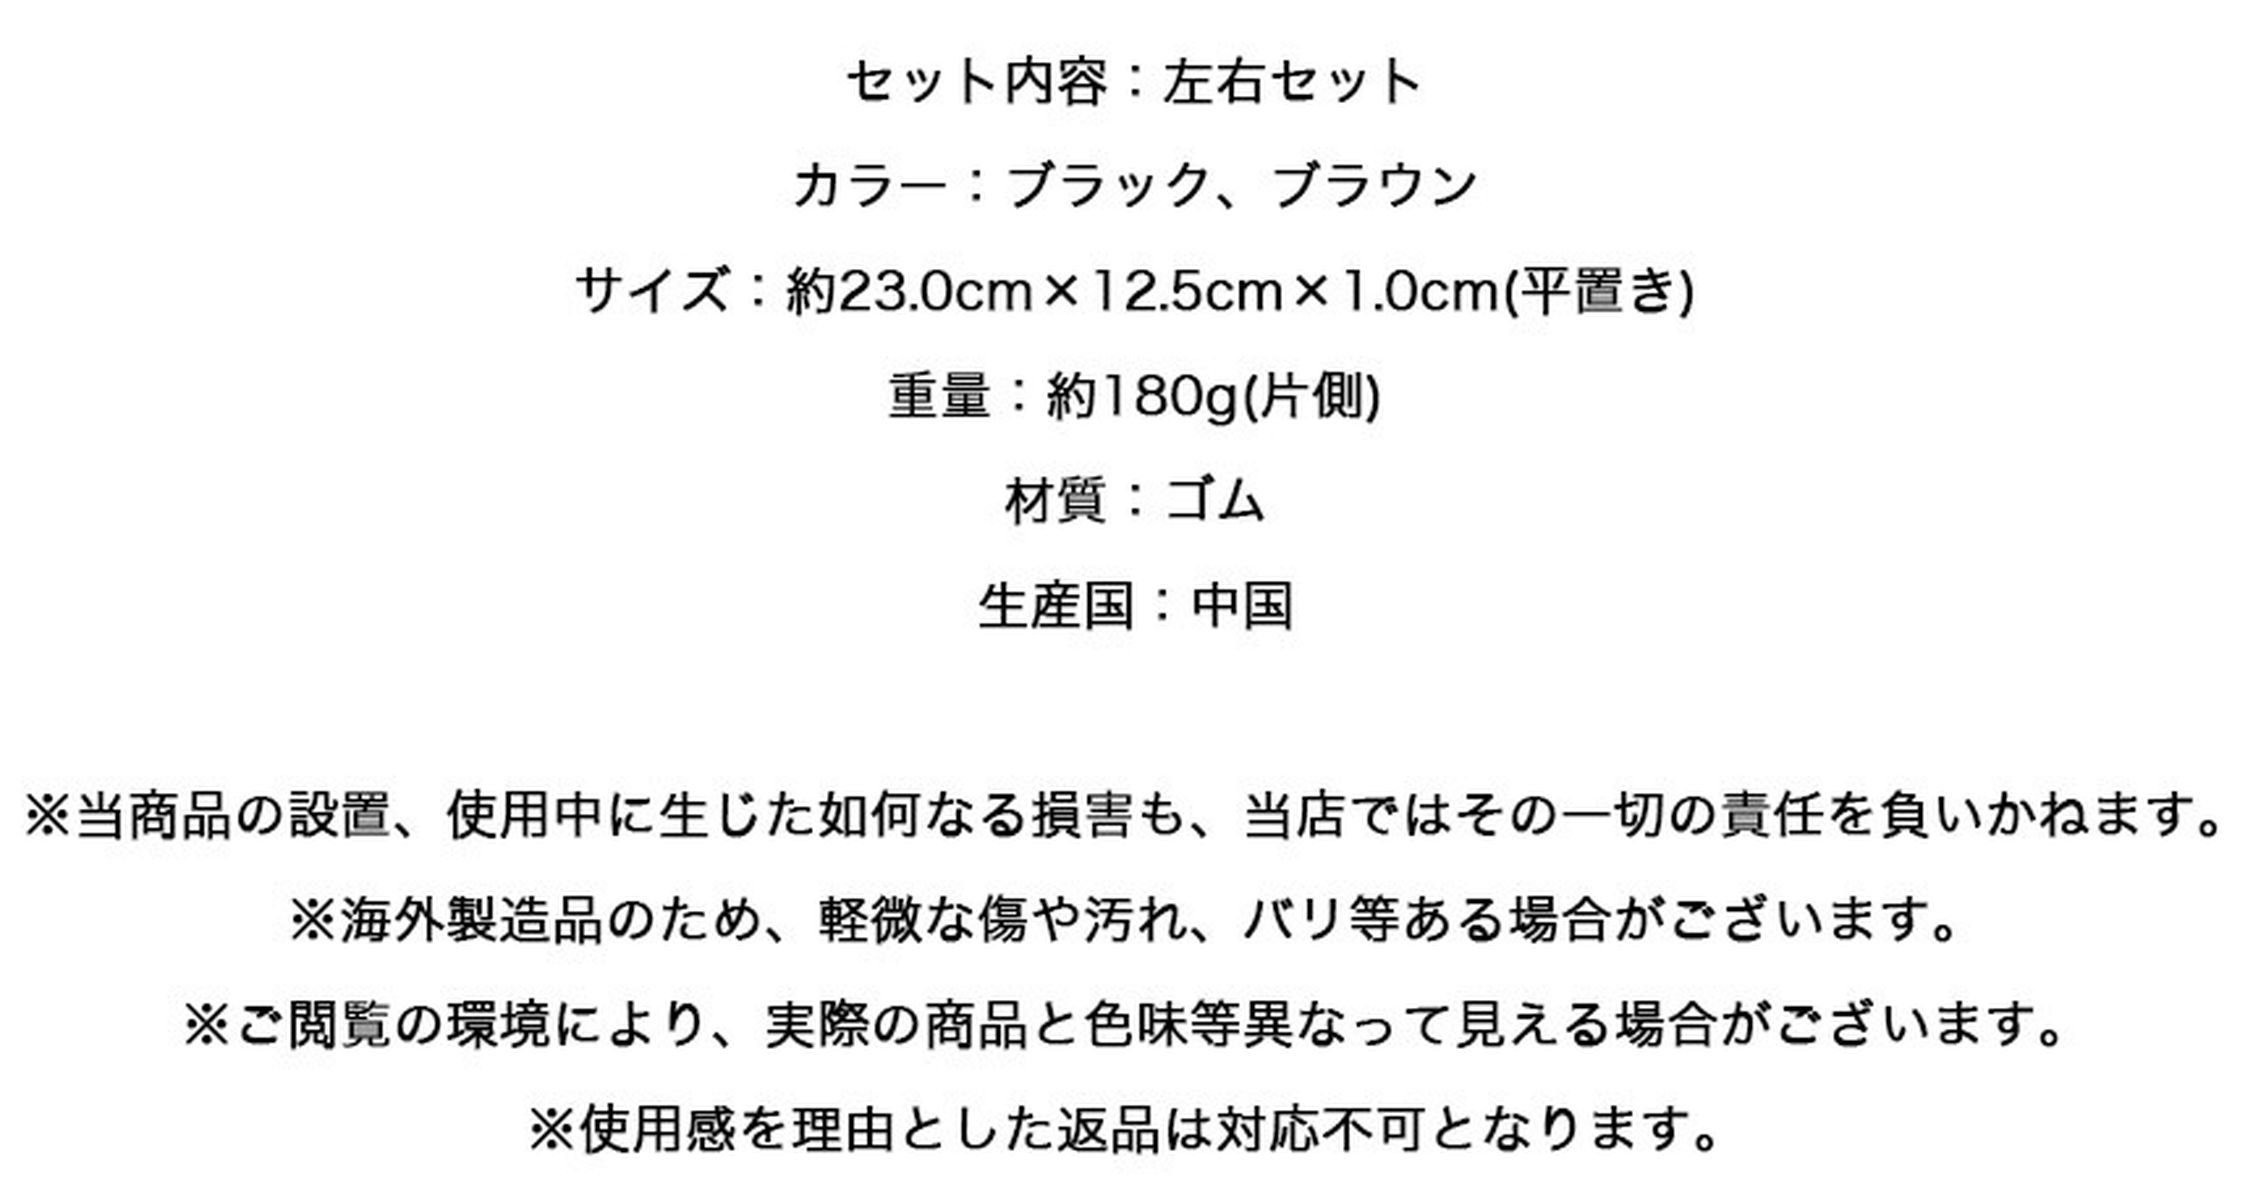 セット内容：左右セット
カラー：ブラック、ブラウン
サイズ：約23.0cm×12.5cm×1.0cm(平置き)
重量：約180g(片側)
材質：ゴム
生産国：中国
※当商品の設置、使用中に生じた如何なる損害も、当店ではその一切の責任を負いかねます。
※海外製造品のため、軽微な傷や汚れ、バリ等ある場合がございます。
※ご閲覧の環境により、実際の商品と色味等異なって見える場合がございます。
※使用感を理由とした返品は対応不可となります。